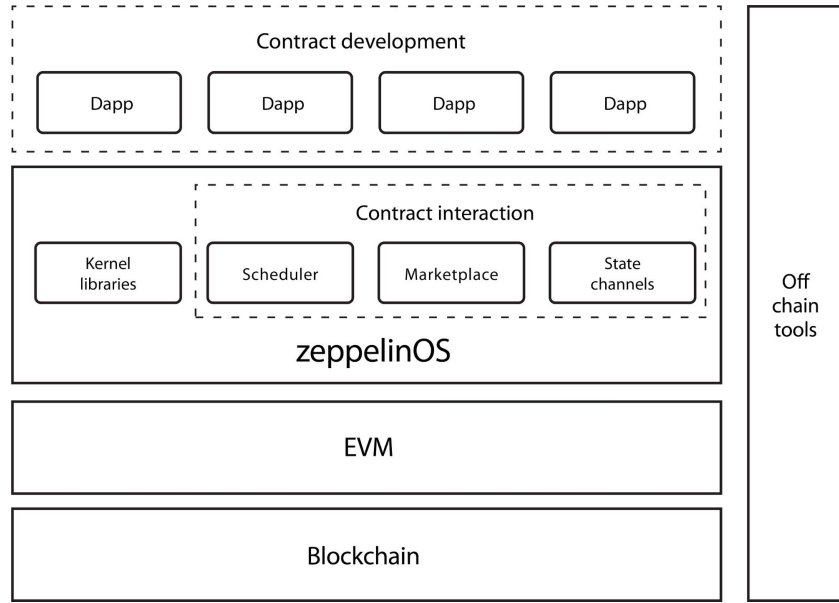 Contract development
Dapp
Dapp
Dapp
Dapp
Contract interaction
Kernel
libraries
Scheduler
Marketplace
State
channels
zeppelinOS
EVM
Blockchain
Off
chain
tools